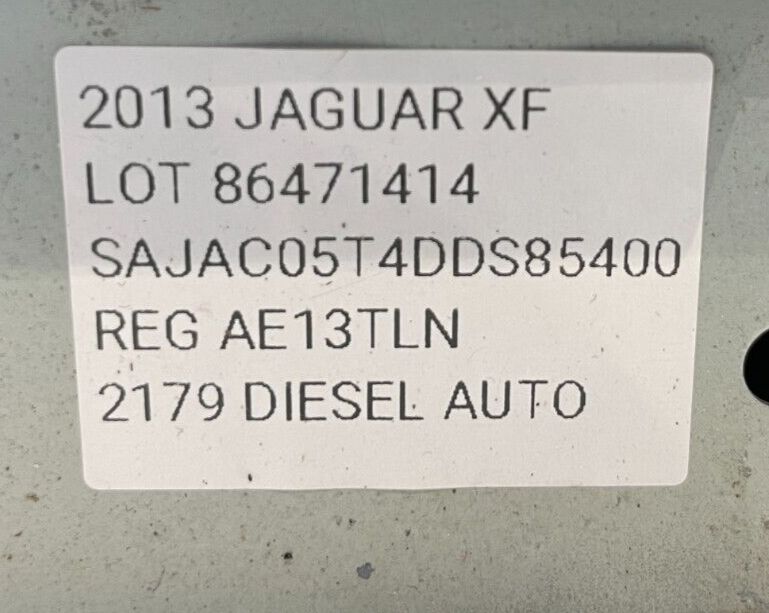 2013 JAGUAR XF
LOT 86471414
SAJAC05T4DDS85400
REG AE13TLN
2179 DIESEL AUTO